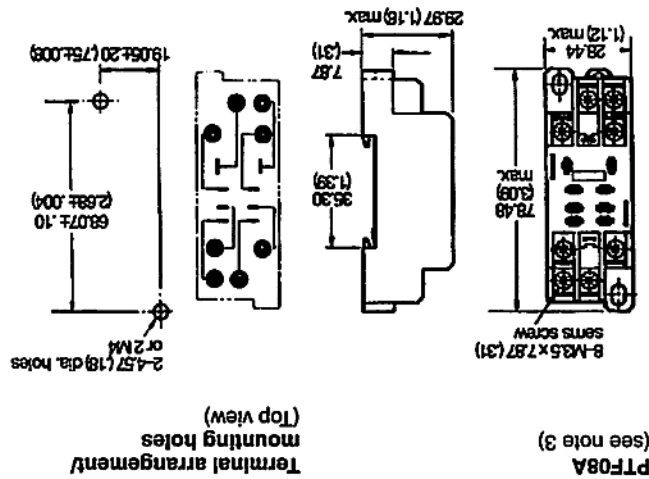 PTF08A
(see note 3)
Terminal arrangement/
mounting holes
(Top view)
8–M3.5 x 7.87 (31)
sems screw
78.48
(3.09)
max.
28.44
(1.12) max.
35.30
(1.39)
7.87
(.31)
29.97 (1.18) max.
2-4.57 (18) dia. holes
or 2 M4
68.07±.10
(2.68±.004)
19.05±.20 (.75±.008)